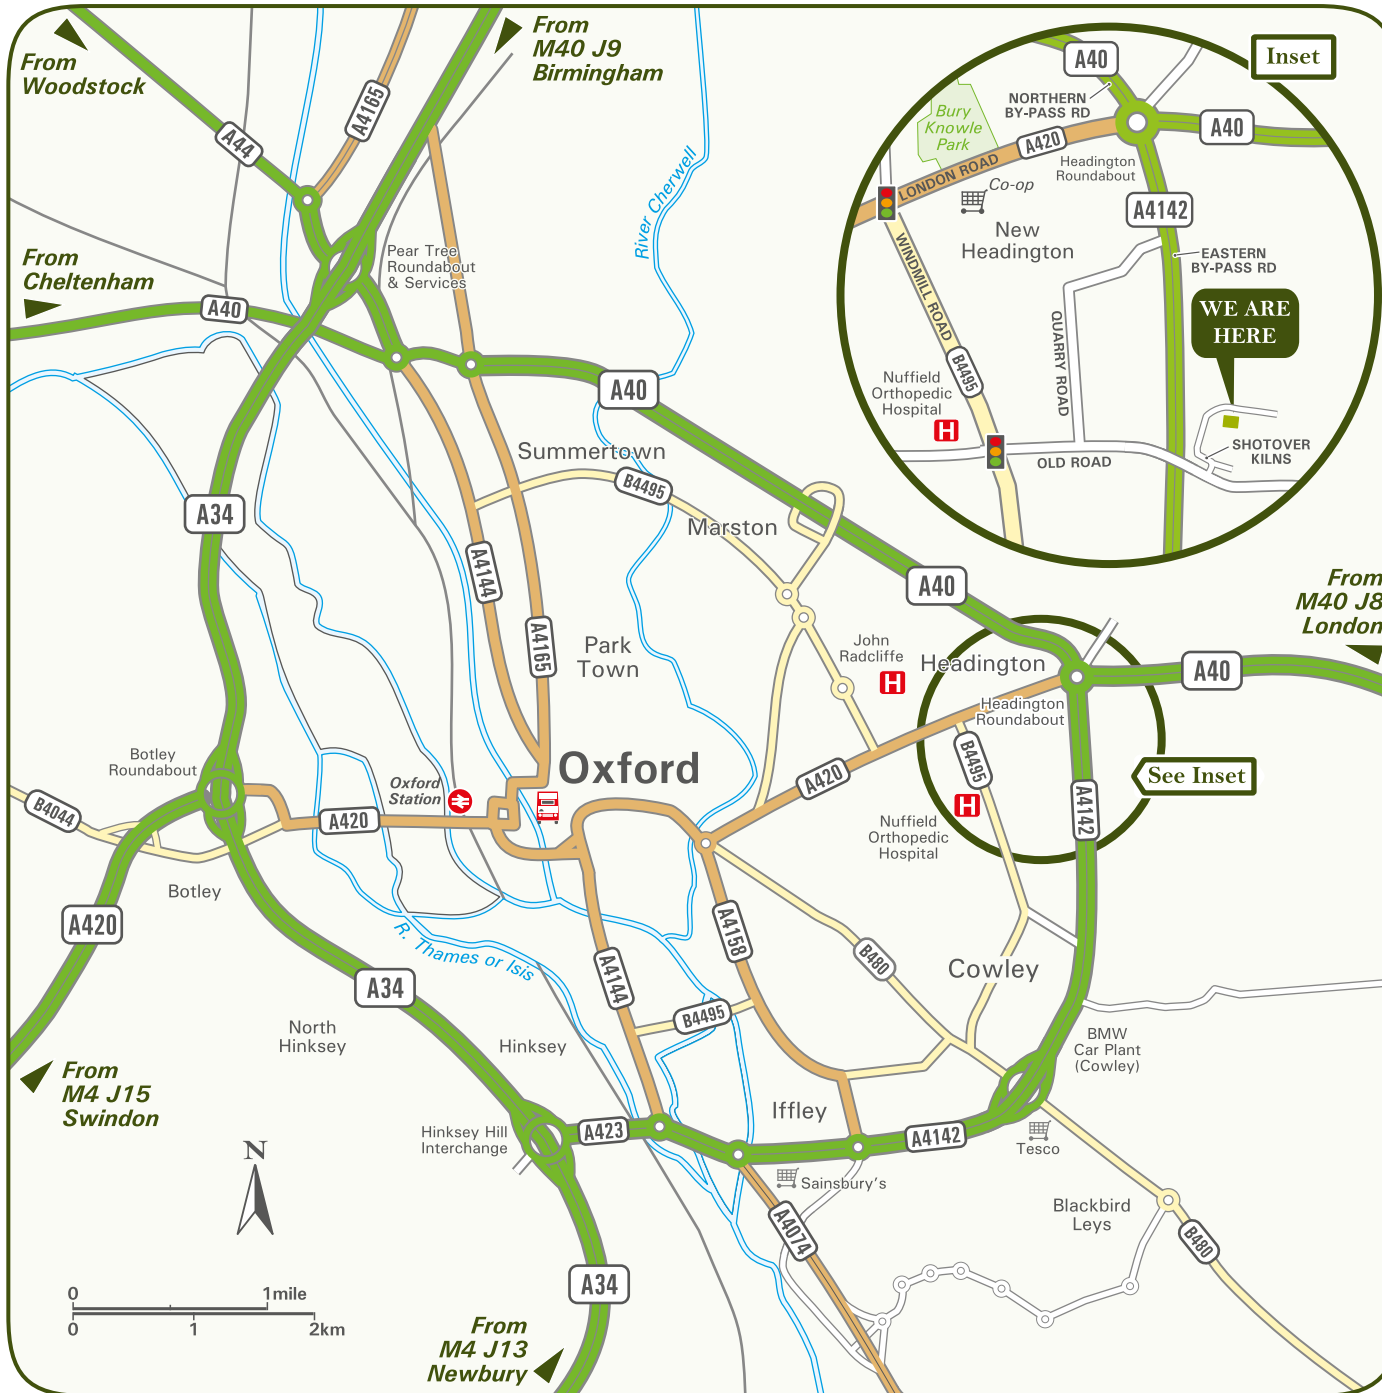 From
Woodstock
From
M40 J9
Birmingham
A4165
A44
River Cherwell
From
Cheltenham
A40
Pear Tree
Roundabout
& Services
A40
Summertown
B4495
Marston
A34
A4144
A4165
Park
Town
A40
John
Radcliffe
H
Headington
Headington
Roundabout
A40
From
M40 J8
London
Inset
A40
NORTHERN
BY-PASS RD
Bury
Knowle
Park
A420
A40
LONDON ROAD
Headington
Roundabout
Co-op
A4142
New
Headington
WINDMILL ROAD
EASTERN
BY-PASS RD
WE ARE
HERE
QUARRY ROAD
B4495
Nuffield
Orthopedic
Hospital
H
OLD ROAD
SHOTOVER
KILNS
See Inset
Botley
Roundabout
B4044
Oxford
Station
Oxford
A420
A420
B4495
A4142
H
Nuffield
Orthopedic
Hospital
Botley
A420
R. Thames or Isis
A4158
B480
Cowley
A34
A4144
B4495
North
Hinksey
Hinksey
BMW
Car Plant
(Cowley)
From
M4 J15
Swindon
Iffley
Hinksey Hill
Interchange
A423
A4142
Tesco
Sainsbury's
N
A4074
Blackbird
Leys
B480
A34
0
1mile
0
1
2km
From
M4 J13
Newbury